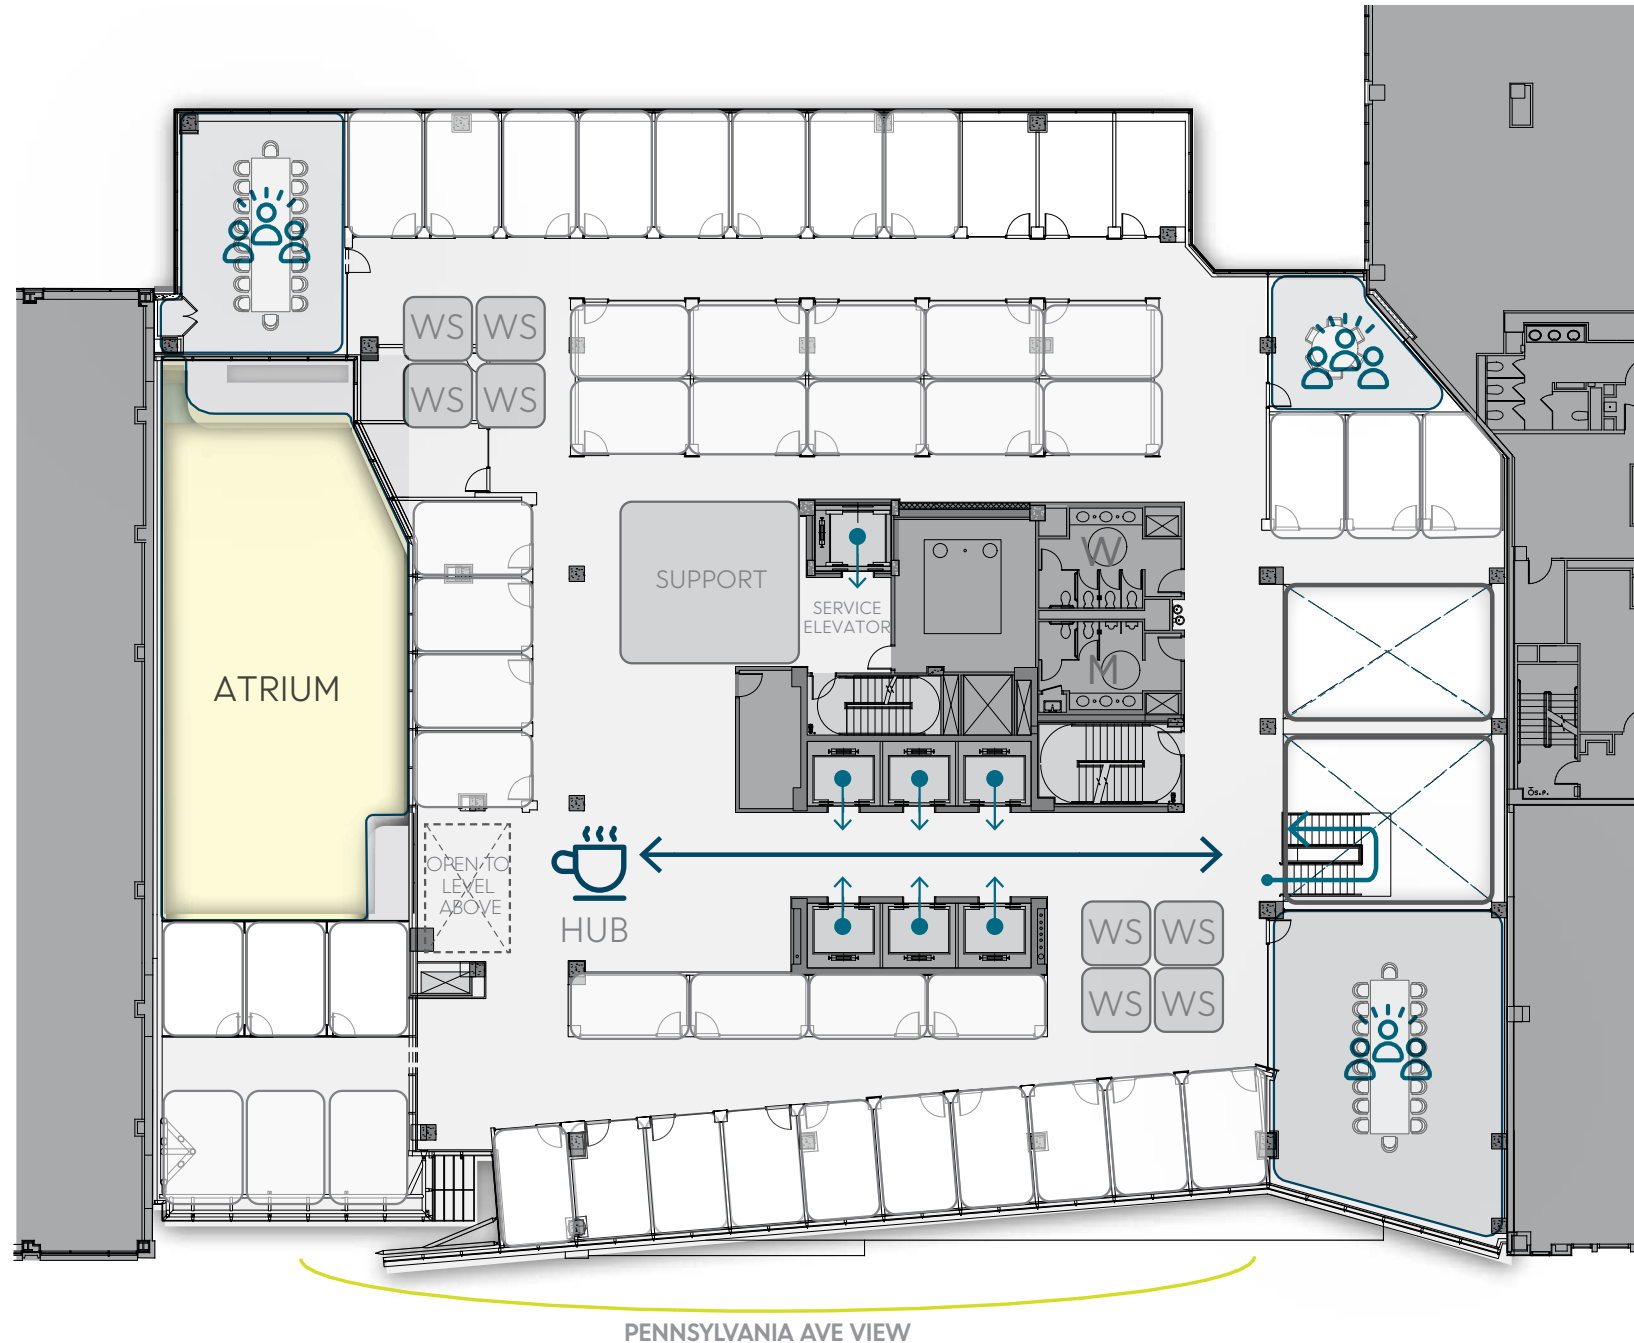 WS WS
WS WS
SUPPORT
SERVICE
ELEVATOR
W
M
ATRIUM
OPEN TO
LEVEL
ABOVE
HUB
WS WS
WS WS
S.P.
PENNSYLVANIA AVE VIEW